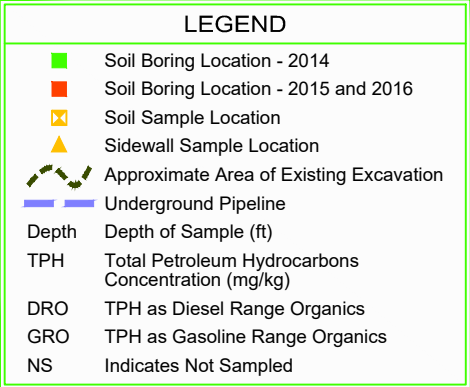 LEGEND
Soil Boring Location - 2014
Soil Boring Location - 2015 and 2016
Soil Sample Location
Sidewall Sample Location
Approximate Area of Existing Excavation
Underground Pipeline
Depth Depth of Sample (ft)
TPH Total Petroleum Hydrocarbons
Concentration (mg/kg)
DRO TPH as Diesel Range Organics
GRO TPH as Gasoline Range Organics
NS Indicates Not Sampled